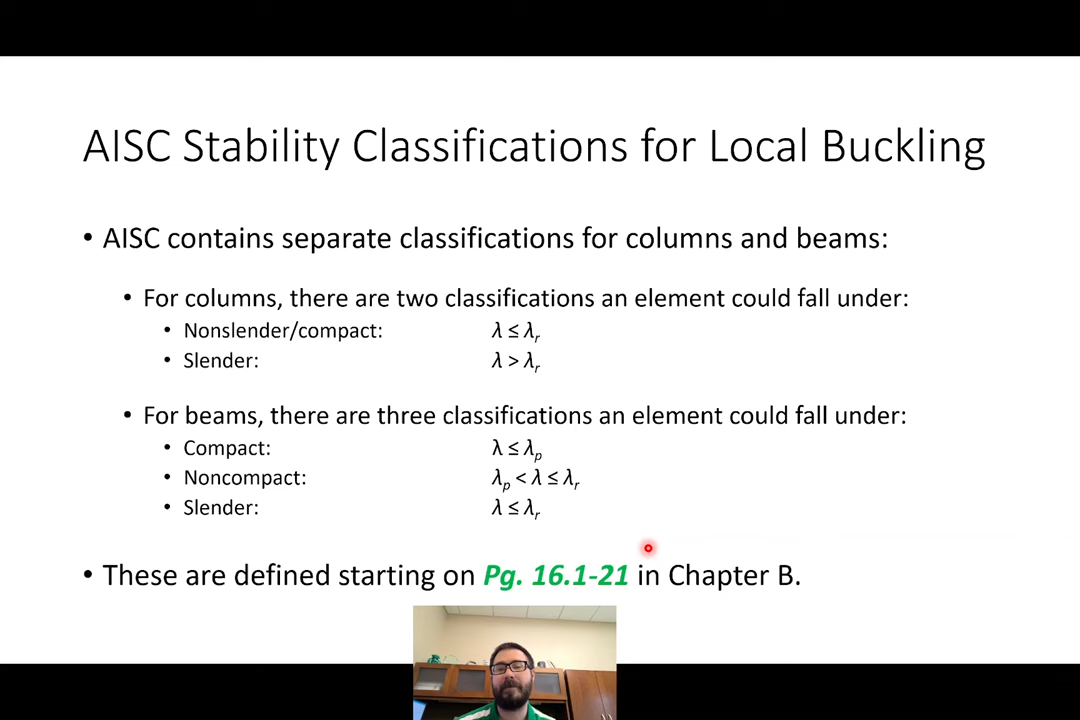 AISC Stability Classifications for Local Buckling
• AISC contains separate classifications for columns and beams:
• For columns, there are two classifications an element could fall under:
• Nonslender/compact: λ ≤ λr
• Slender: λ > λr
• For beams, there are three classifications an element could fall under:
• Compact: λ ≤ λp
• Noncompact: λp < λ ≤ λr
• Slender: λ ≤ λr
• These are defined starting on Pg. 16.1-21 in Chapter B.